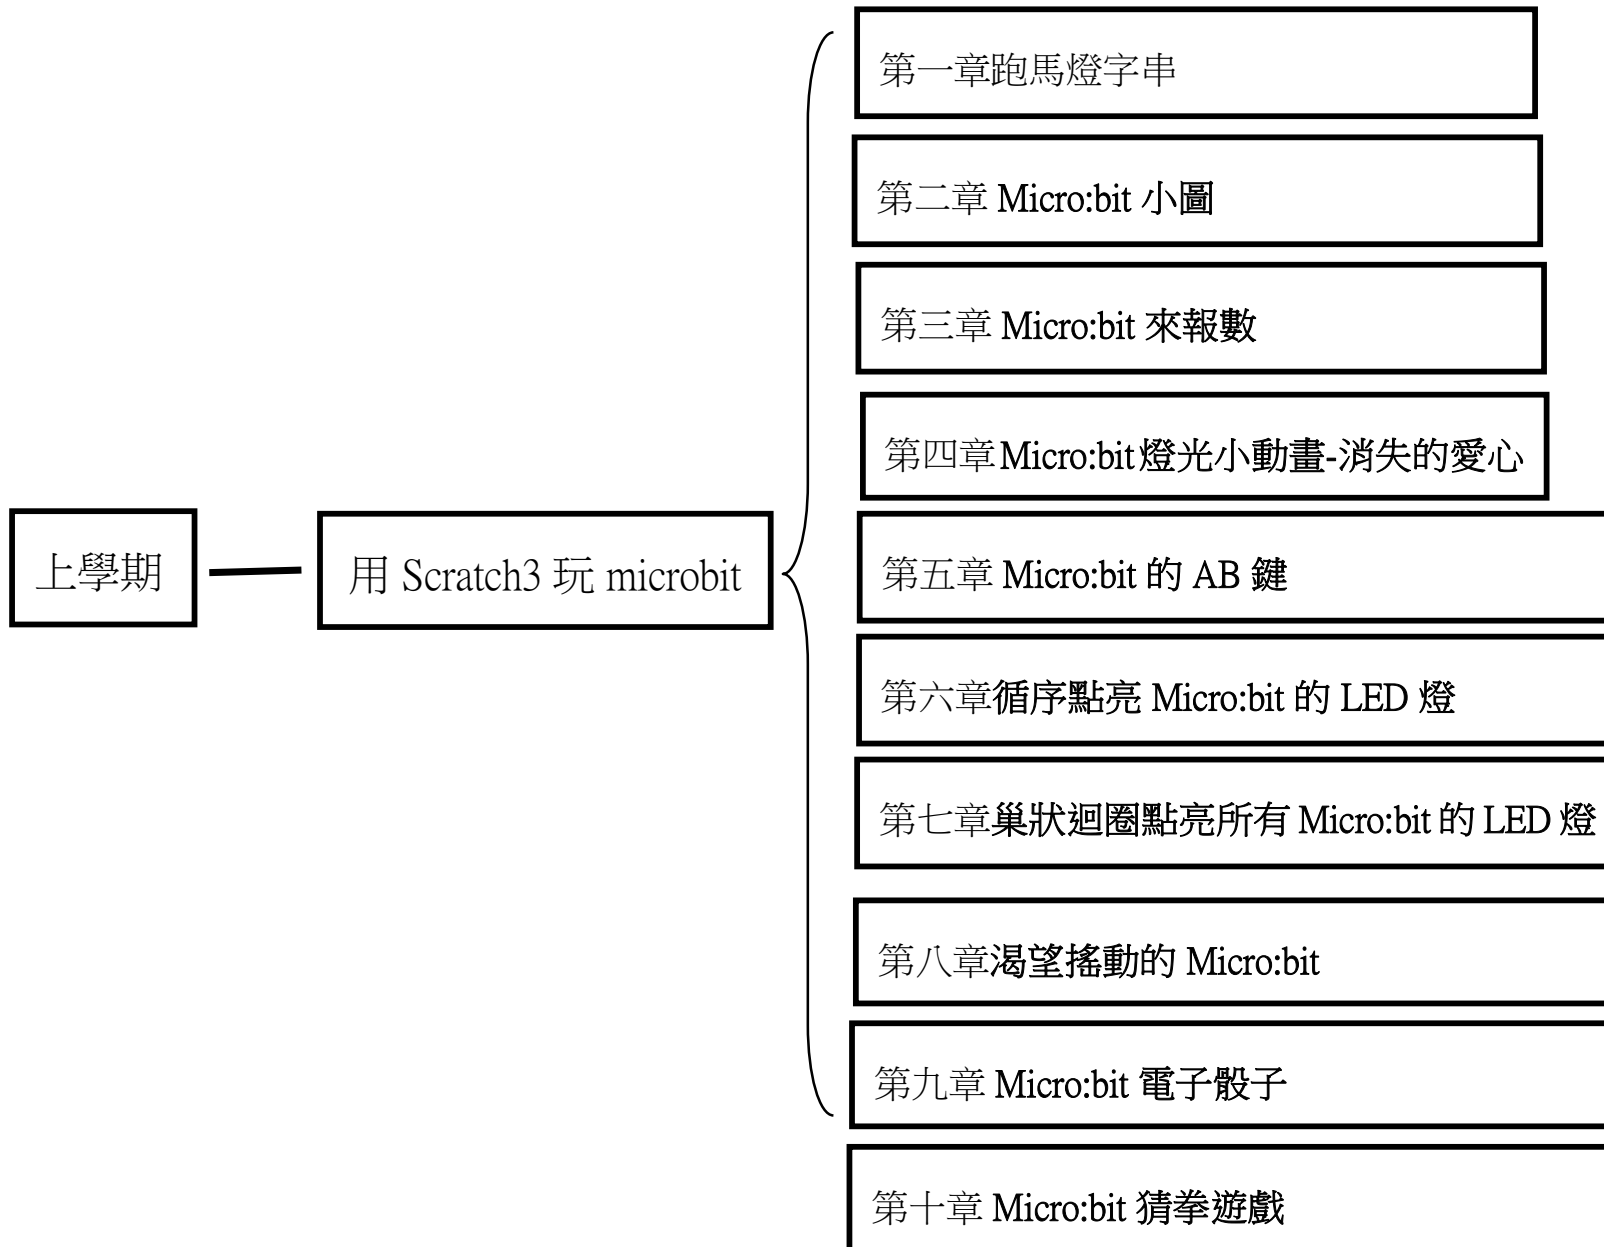 上學期
用 Scratch3 玩 microbit
第一章跑馬燈字串
第二章 Micro:bit 小圖
第三章 Micro:bit 來報數
第四章Micro:bit燈光小動畫-消失的愛心
第五章 Micro:bit 的 AB 鍵
第六章循序點亮 Micro:bit 的 LED 燈
第七章巢狀迴圈點亮所有 Micro:bit 的 LED 燈
第八章渴望搖動的 Micro:bit
第九章 Micro:bit 電子骰子
第十章 Micro:bit 猜拳遊戲